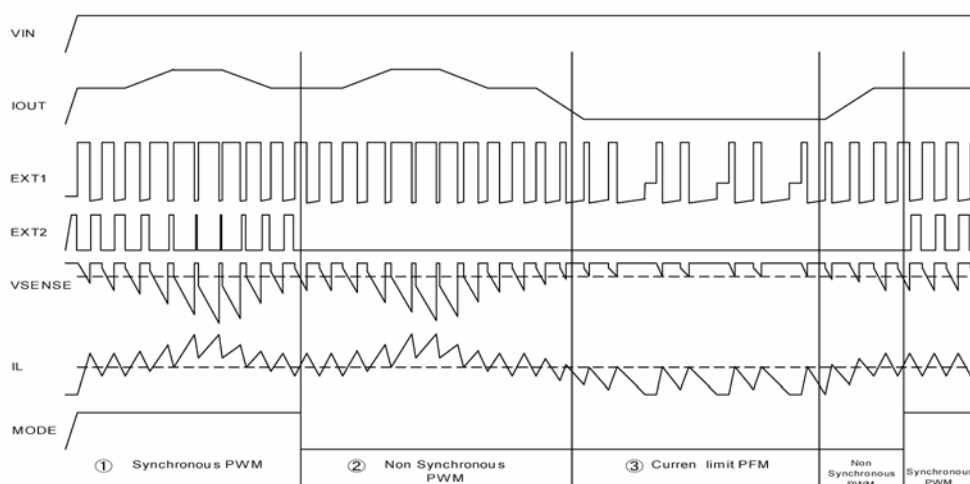 VIN
IOUT
EXT1
EXT2
VSENSE
IL
MODE
① Synchronous PWM
② Non Synchronous
PWM
③ Curren limit PFM
Non
Synchronous
PWM
Synchronous
PWM